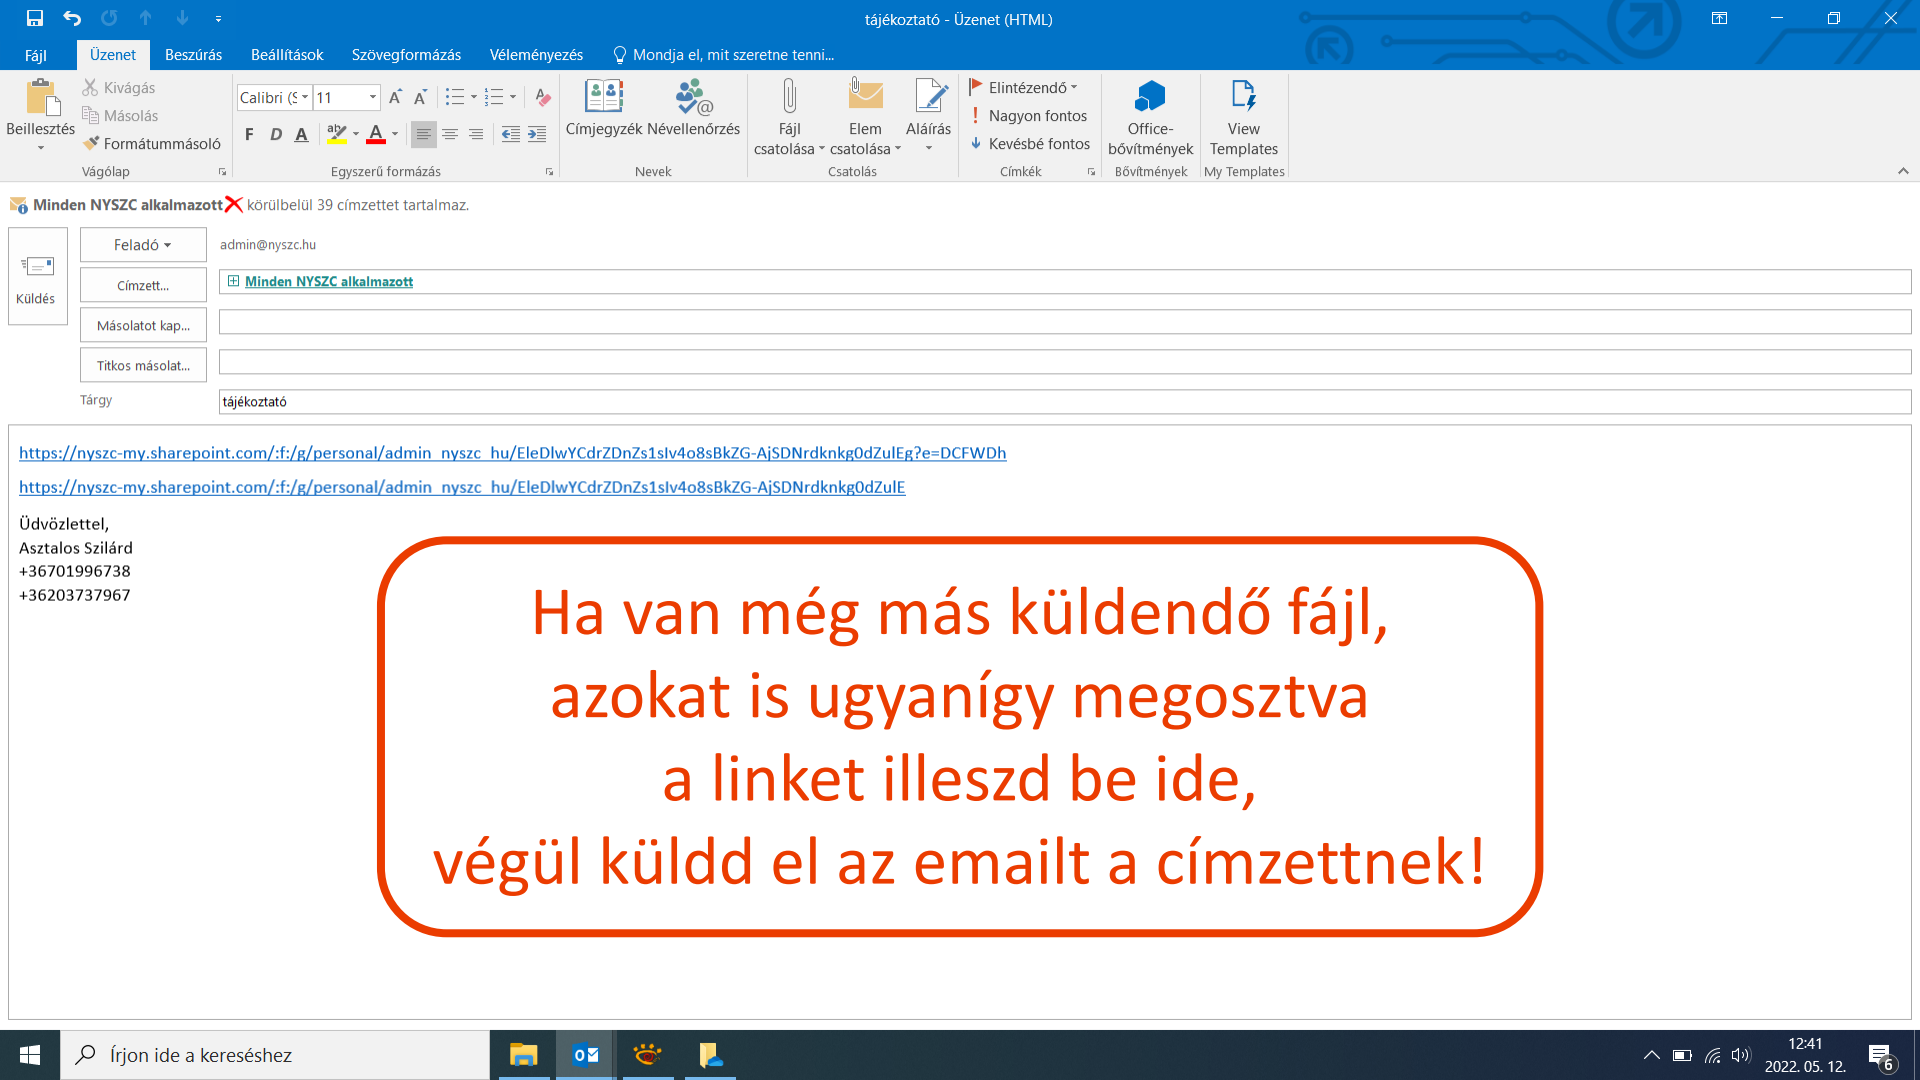 tájékoztató - Üzenet (HTML)
Fájl Üzenet Beszúrás Beállítások Szövegformázás Véleményezés Mondja el, mit szeretne tenni...
Beillesztés
Kivágás
Másolás
Formátummásoló
Vágólap
Calibri (S 11
F D A ab A
Egyszerű formázás
Címjegyzék Névellenőrzés
Nevek
Fájl csatolása
Elem csatolása
Aláírás
Csatolás
Elintézendő
Nagyon fontos
Kevésbé fontos
Címkék
Office-bővítmények
Bővítmények
View Templates
My Templates
Minden NYSZC alkalmazott körülbelül 39 címzettet tartalmaz.
Küldés
Feladó admin@nyszc.hu
Címzett... Minden NYSZC alkalmazott
Másolatot kap...
Titkos másolat...
Tárgy tájékoztató
https://nyszc-my.sharepoint.com/:f:/g/personal/admin_nyszc_hu/EleDlwYCdrZDnZs1sIv4o8sBkZG-AjSDNrdknkg0dZulEg?e=DCFWDh
https://nyszc-my.sharepoint.com/:f:/g/personal/admin_nyszc_hu/EleDlwYCdrZDnZs1sIv4o8sBkZG-AjSDNrdknkg0dZulE
Üdvözlettel,
Asztalos Szilárd
+36701996738
+36203737967
Ha van még más küldendő fájl,
azokat is ugyanígy megosztva
a linket illeszd be ide,
végül küldd el az emailt a címzettnek!
Írjon ide a kereséshez
12:41
2022. 05. 12.
6